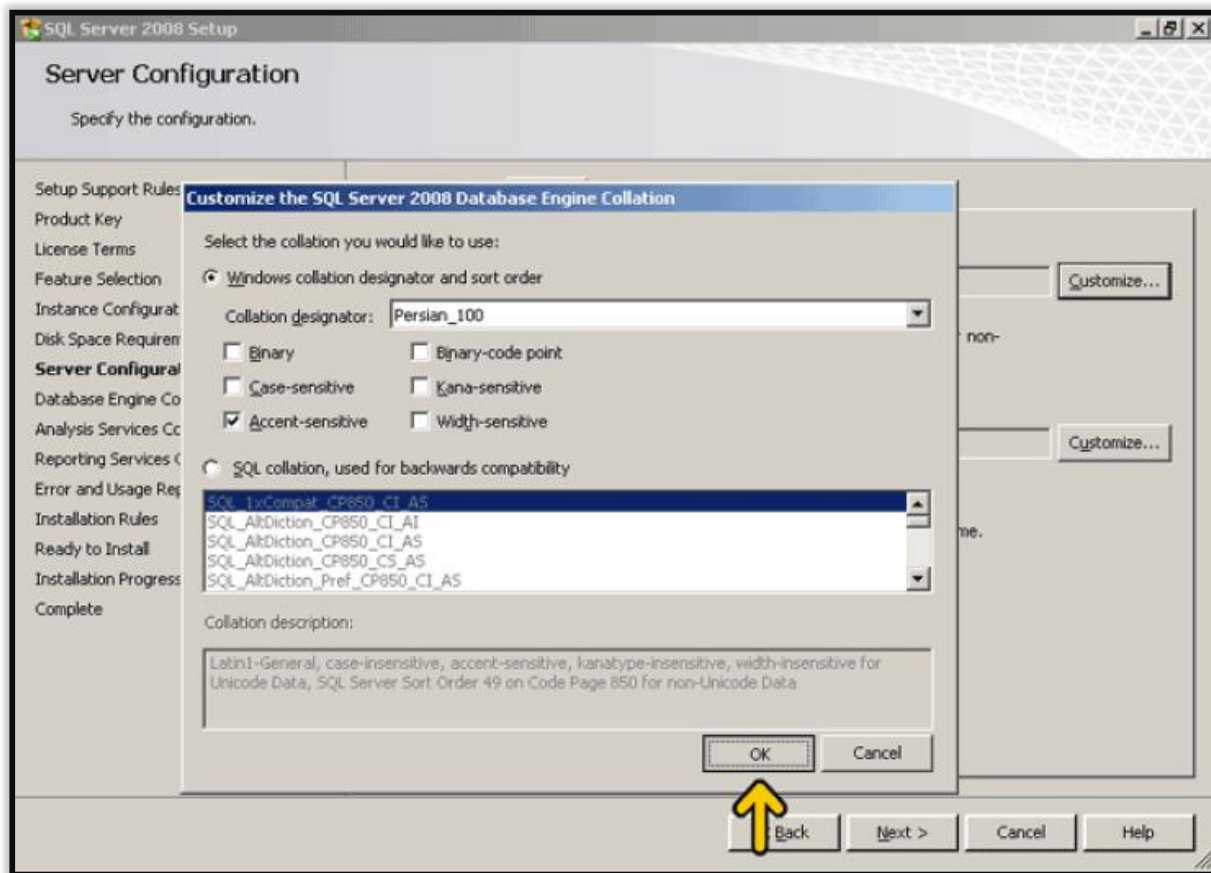 SQL Server 2008 Setup
Server Configuration
Specify the configuration.
Setup Support Rules
Product Key
License Terms
Feature Selection
Instance Configurat
Disk Space Requirem
Server Configurat
Database Engine Co
Analysis Services Co
Reporting Services C
Error and Usage Rep
Installation Rules
Ready to Install
Installation Progress
Complete
Customize the SQL Server 2008 Database Engine Collation
Select the collation you would like to use:
Windows collation designator and sort order
Collation designator: Persian_100
Binary Binary-code point
Case-sensitive Kana-sensitive
Accent-sensitive Width-sensitive
SQL collation, used for backwards compatibility
SQL_1xCompat_CP850_CI_AS
SQL_AltDiction_CP850_CI_AI
SQL_AltDiction_CP850_CI_AS
SQL_AltDiction_CP850_CS_AS
SQL_AltDiction_Pref_CP850_CI_AS
Collation description:
Latin1-General, case-insensitive, accent-sensitive, kanatype-insensitive, width-insensitive for
Unicode Data, SQL Server Sort Order 49 on Code Page 850 for non-Unicode Data
OK Cancel
Customize...
non-
Customize...
me.
Back Next > Cancel Help